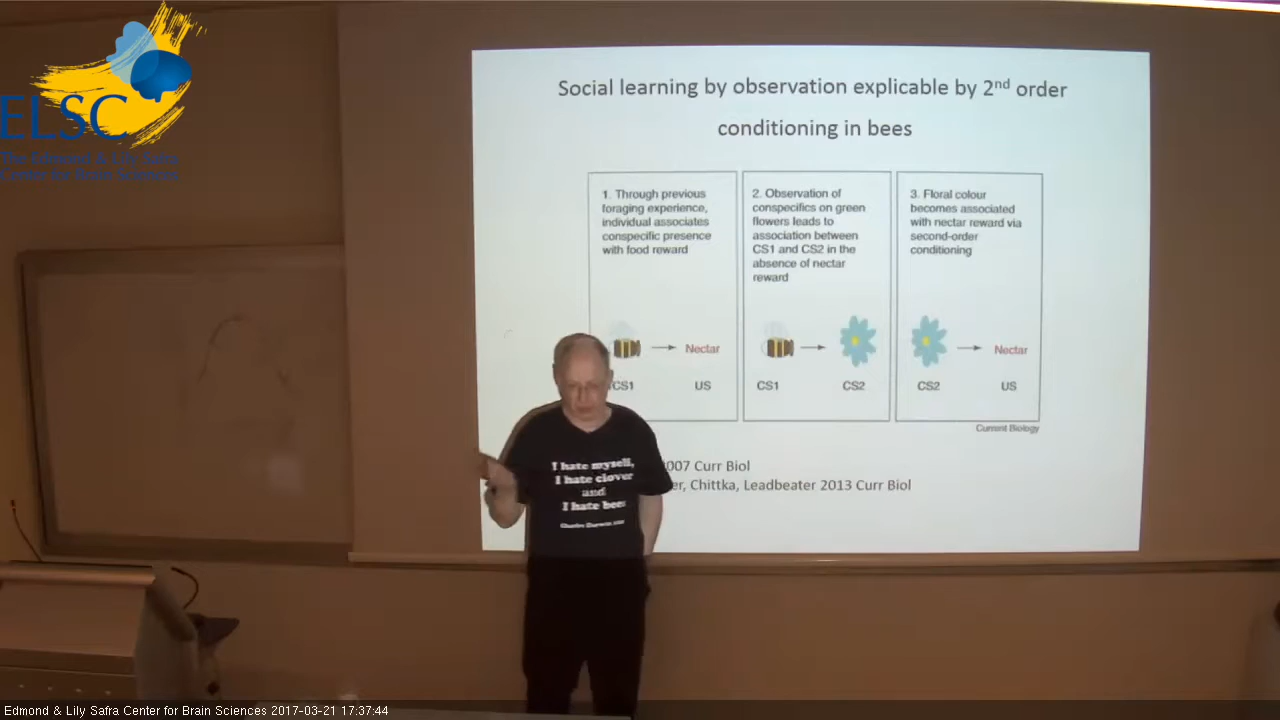 ELSC
The Edmond & Lily Safra
Center for Brain Sciences
Social learning by observation explicable by 2nd order
conditioning in bees
1. Through previous
foraging experience,
individual associates
conspecific presence
with food reward
Nectar
CS1
US
2. Observation of
conspecifics on green
flowers leads to
association between
CS1 and CS2 in the
absence of nectar
reward
CS1
CS2
3. Floral colour
becomes associated
with nectar reward via
second-order
conditioning
Nectar
CS2
US
Current Biology
2007 Curr Biol
er, Chittka, Leadbeater 2013 Curr Biol
I hate myself,
I hate clover
and
I hate bees
Charles Darwin
Edmond & Lily Safra Center for Brain Sciences 2017-03-21 17:37:44